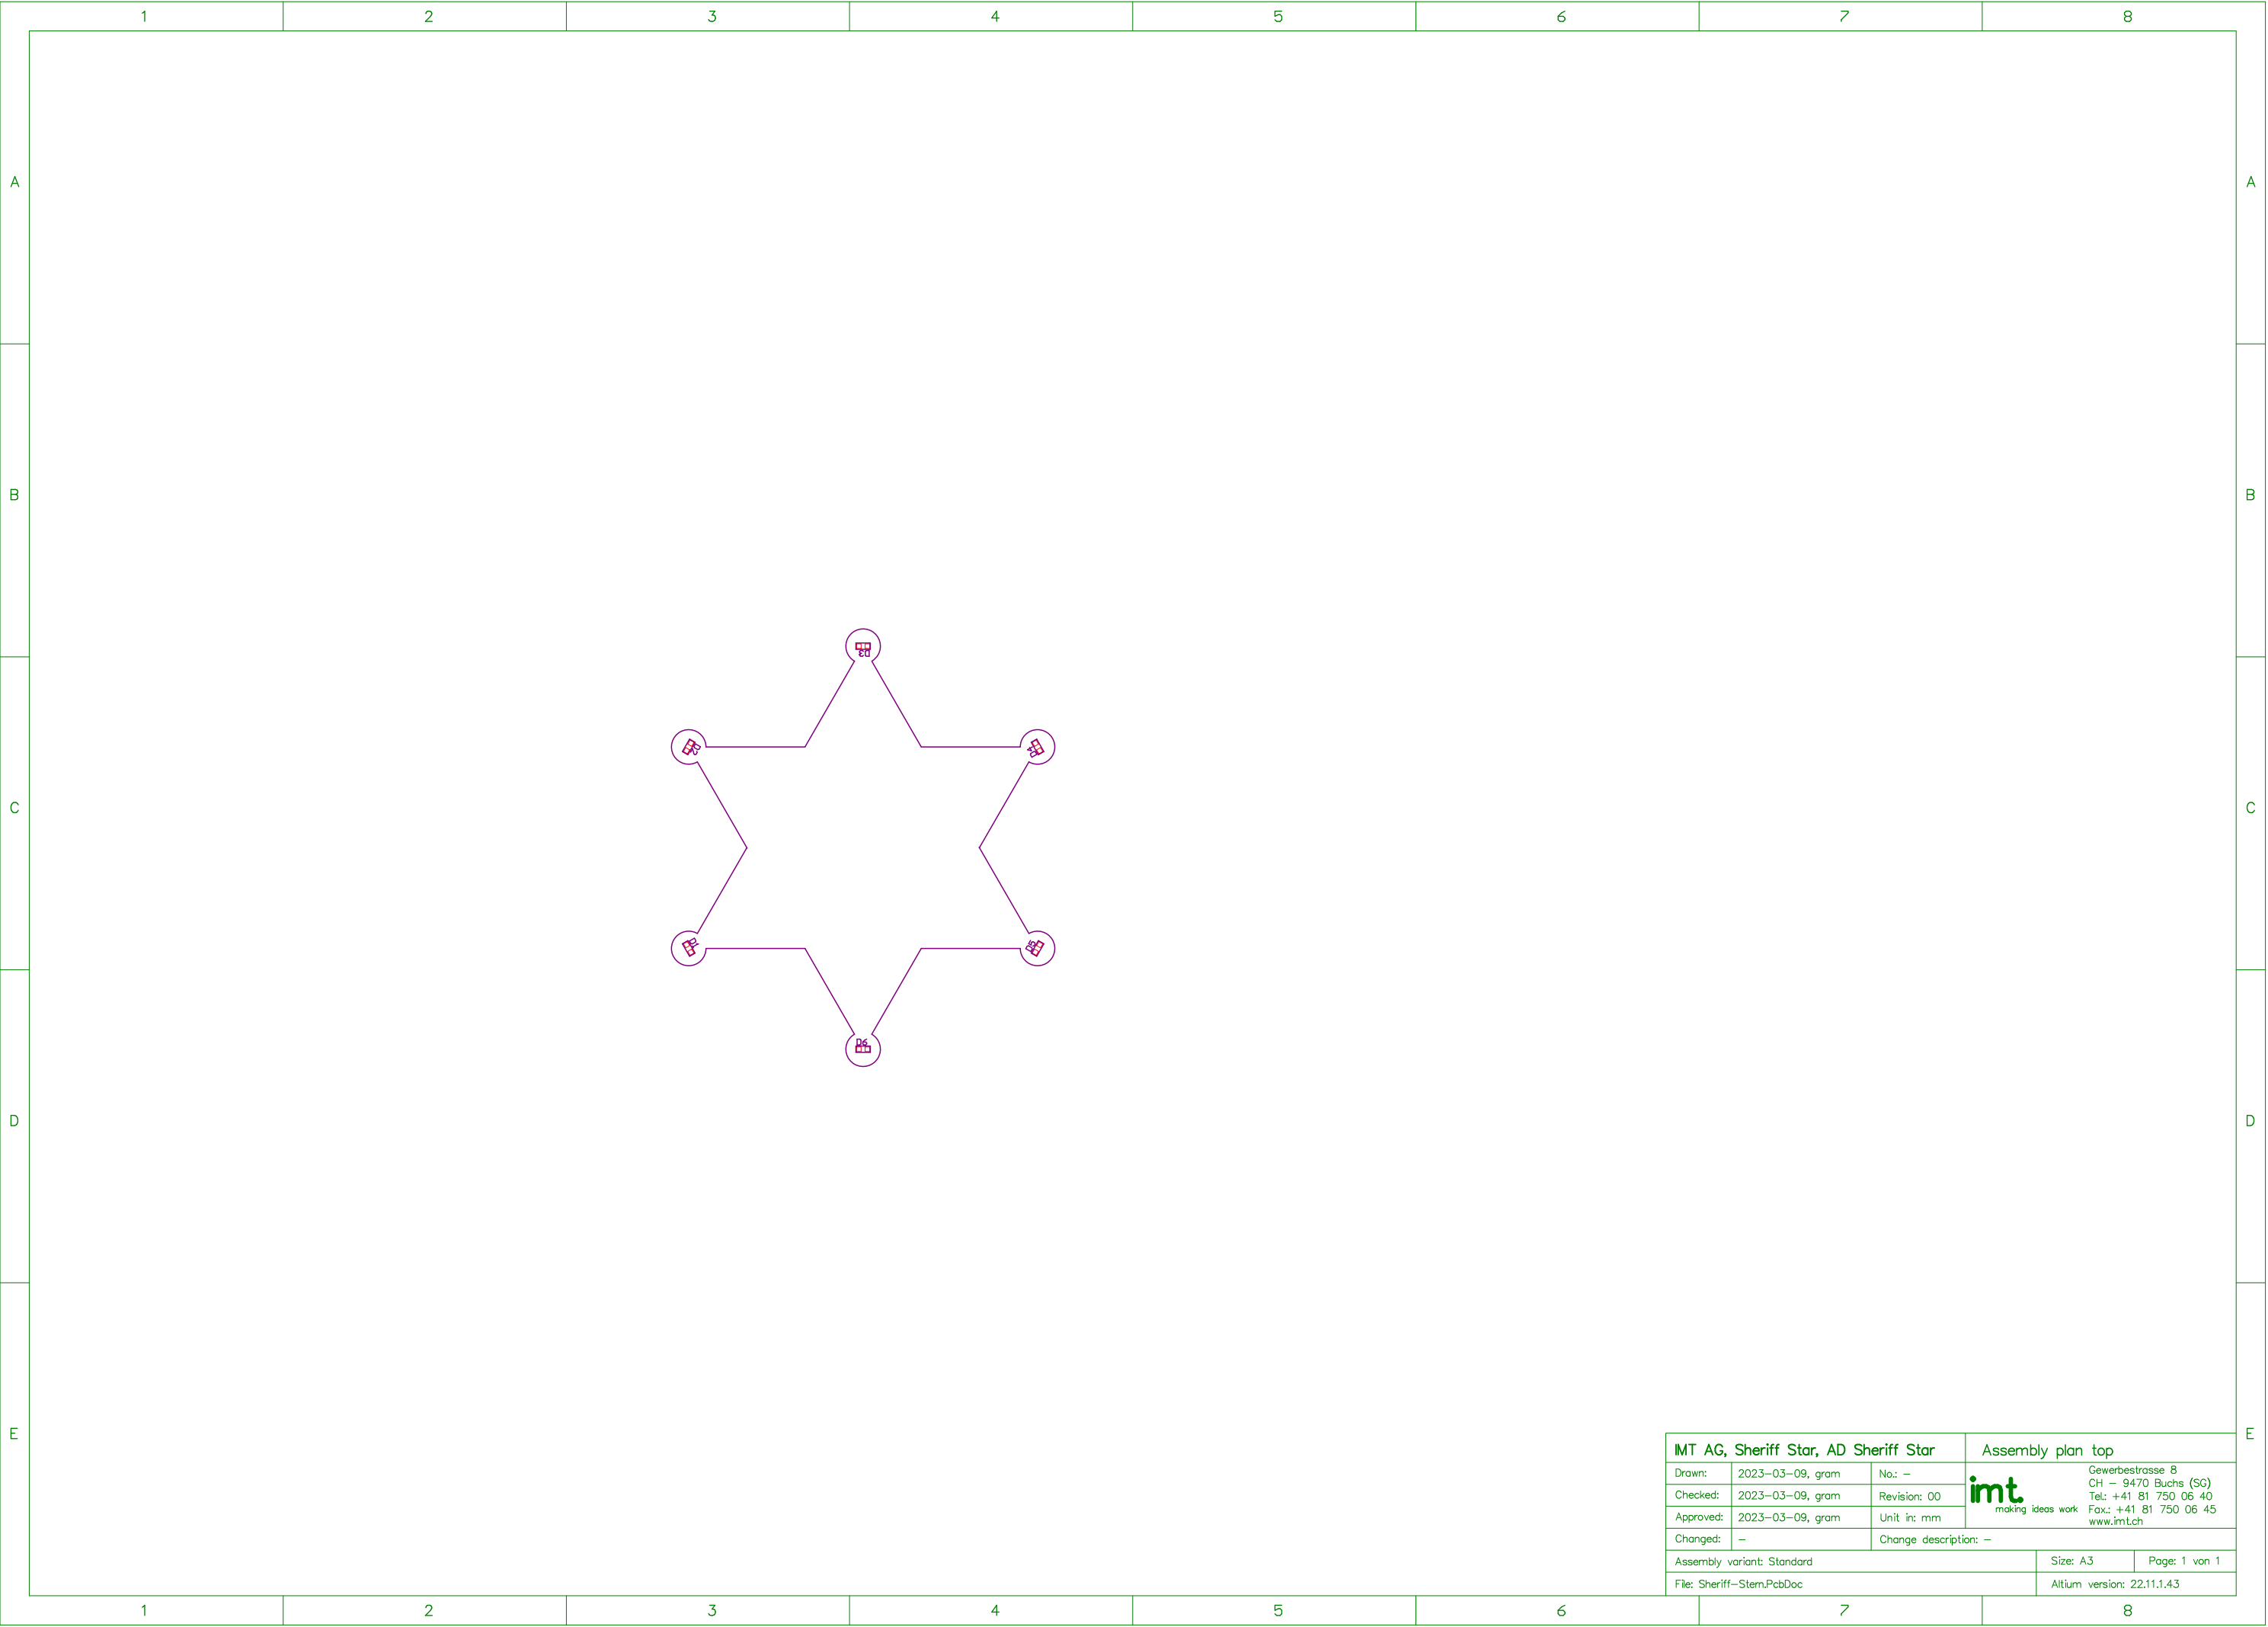 1 2 3 4 5 6 7 8
A A
B B
D3
D2 D4
C C
D1 D5
D6
D D
E E
IMT AG, Sheriff Star, AD Sheriff Star Assembly plan top
Drawn: 2023-03-09, gram No.: -
Checked: 2023-03-09, gram Revision: 00
Approved: 2023-03-09, gram Unit in: mm
imt.
making ideas work
Gewerbestrasse 8
CH - 9470 Buchs (SG)
Tel.: +41 81 750 06 40
Fax.: +41 81 750 06 45
www.imt.ch
Changed: - Change description: -
Assembly variant: Standard Size: A3 Page: 1 von 1
File: Sheriff-Stern.PcbDoc Altium version: 22.11.1.43
1 2 3 4 5 6 7 8